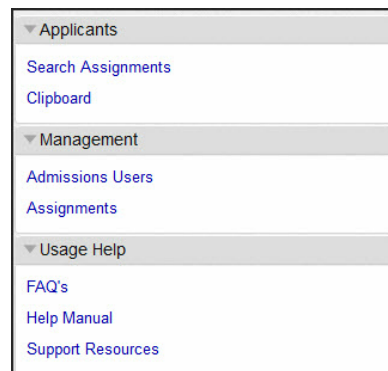 Applicants
Search Assignments
Clipboard
Management
Admissions Users
Assignments
Usage Help
FAQ's
Help Manual
Support Resources